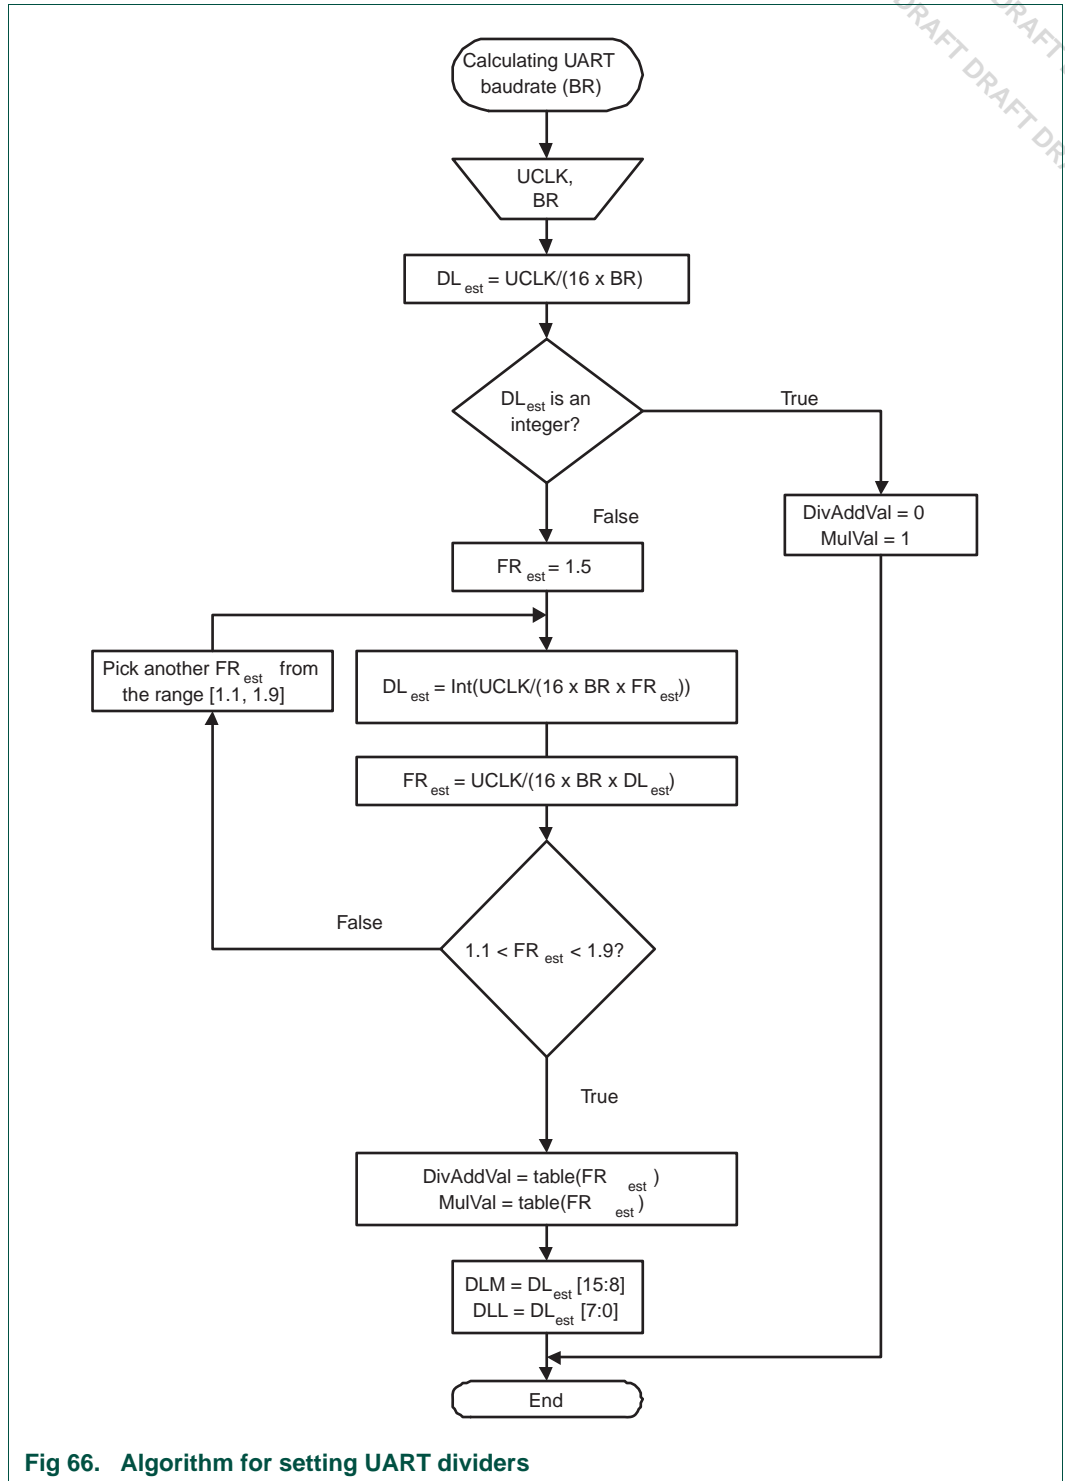 DRAFT DRAFT DRA
DRAFT D
Calculating UART
baudrate (BR)
UCLK,
BR
DL est = UCLK/(16 x BR)
DLest is an
integer?
True
False
DivAddVal = 0
MulVal = 1
FR est = 1.5
Pick another FR est from
the range [1.1, 1.9]
DL est = Int(UCLK/(16 x BR x FR est))
FR est = UCLK/(16 x BR x DL est)
False
1.1 < FR est < 1.9?
True
DivAddVal = table(FR est )
MulVal = table(FR est )
DLM = DLest [15:8]
DLL = DLest [7:0]
End
Fig 66. Algorithm for setting UART dividers